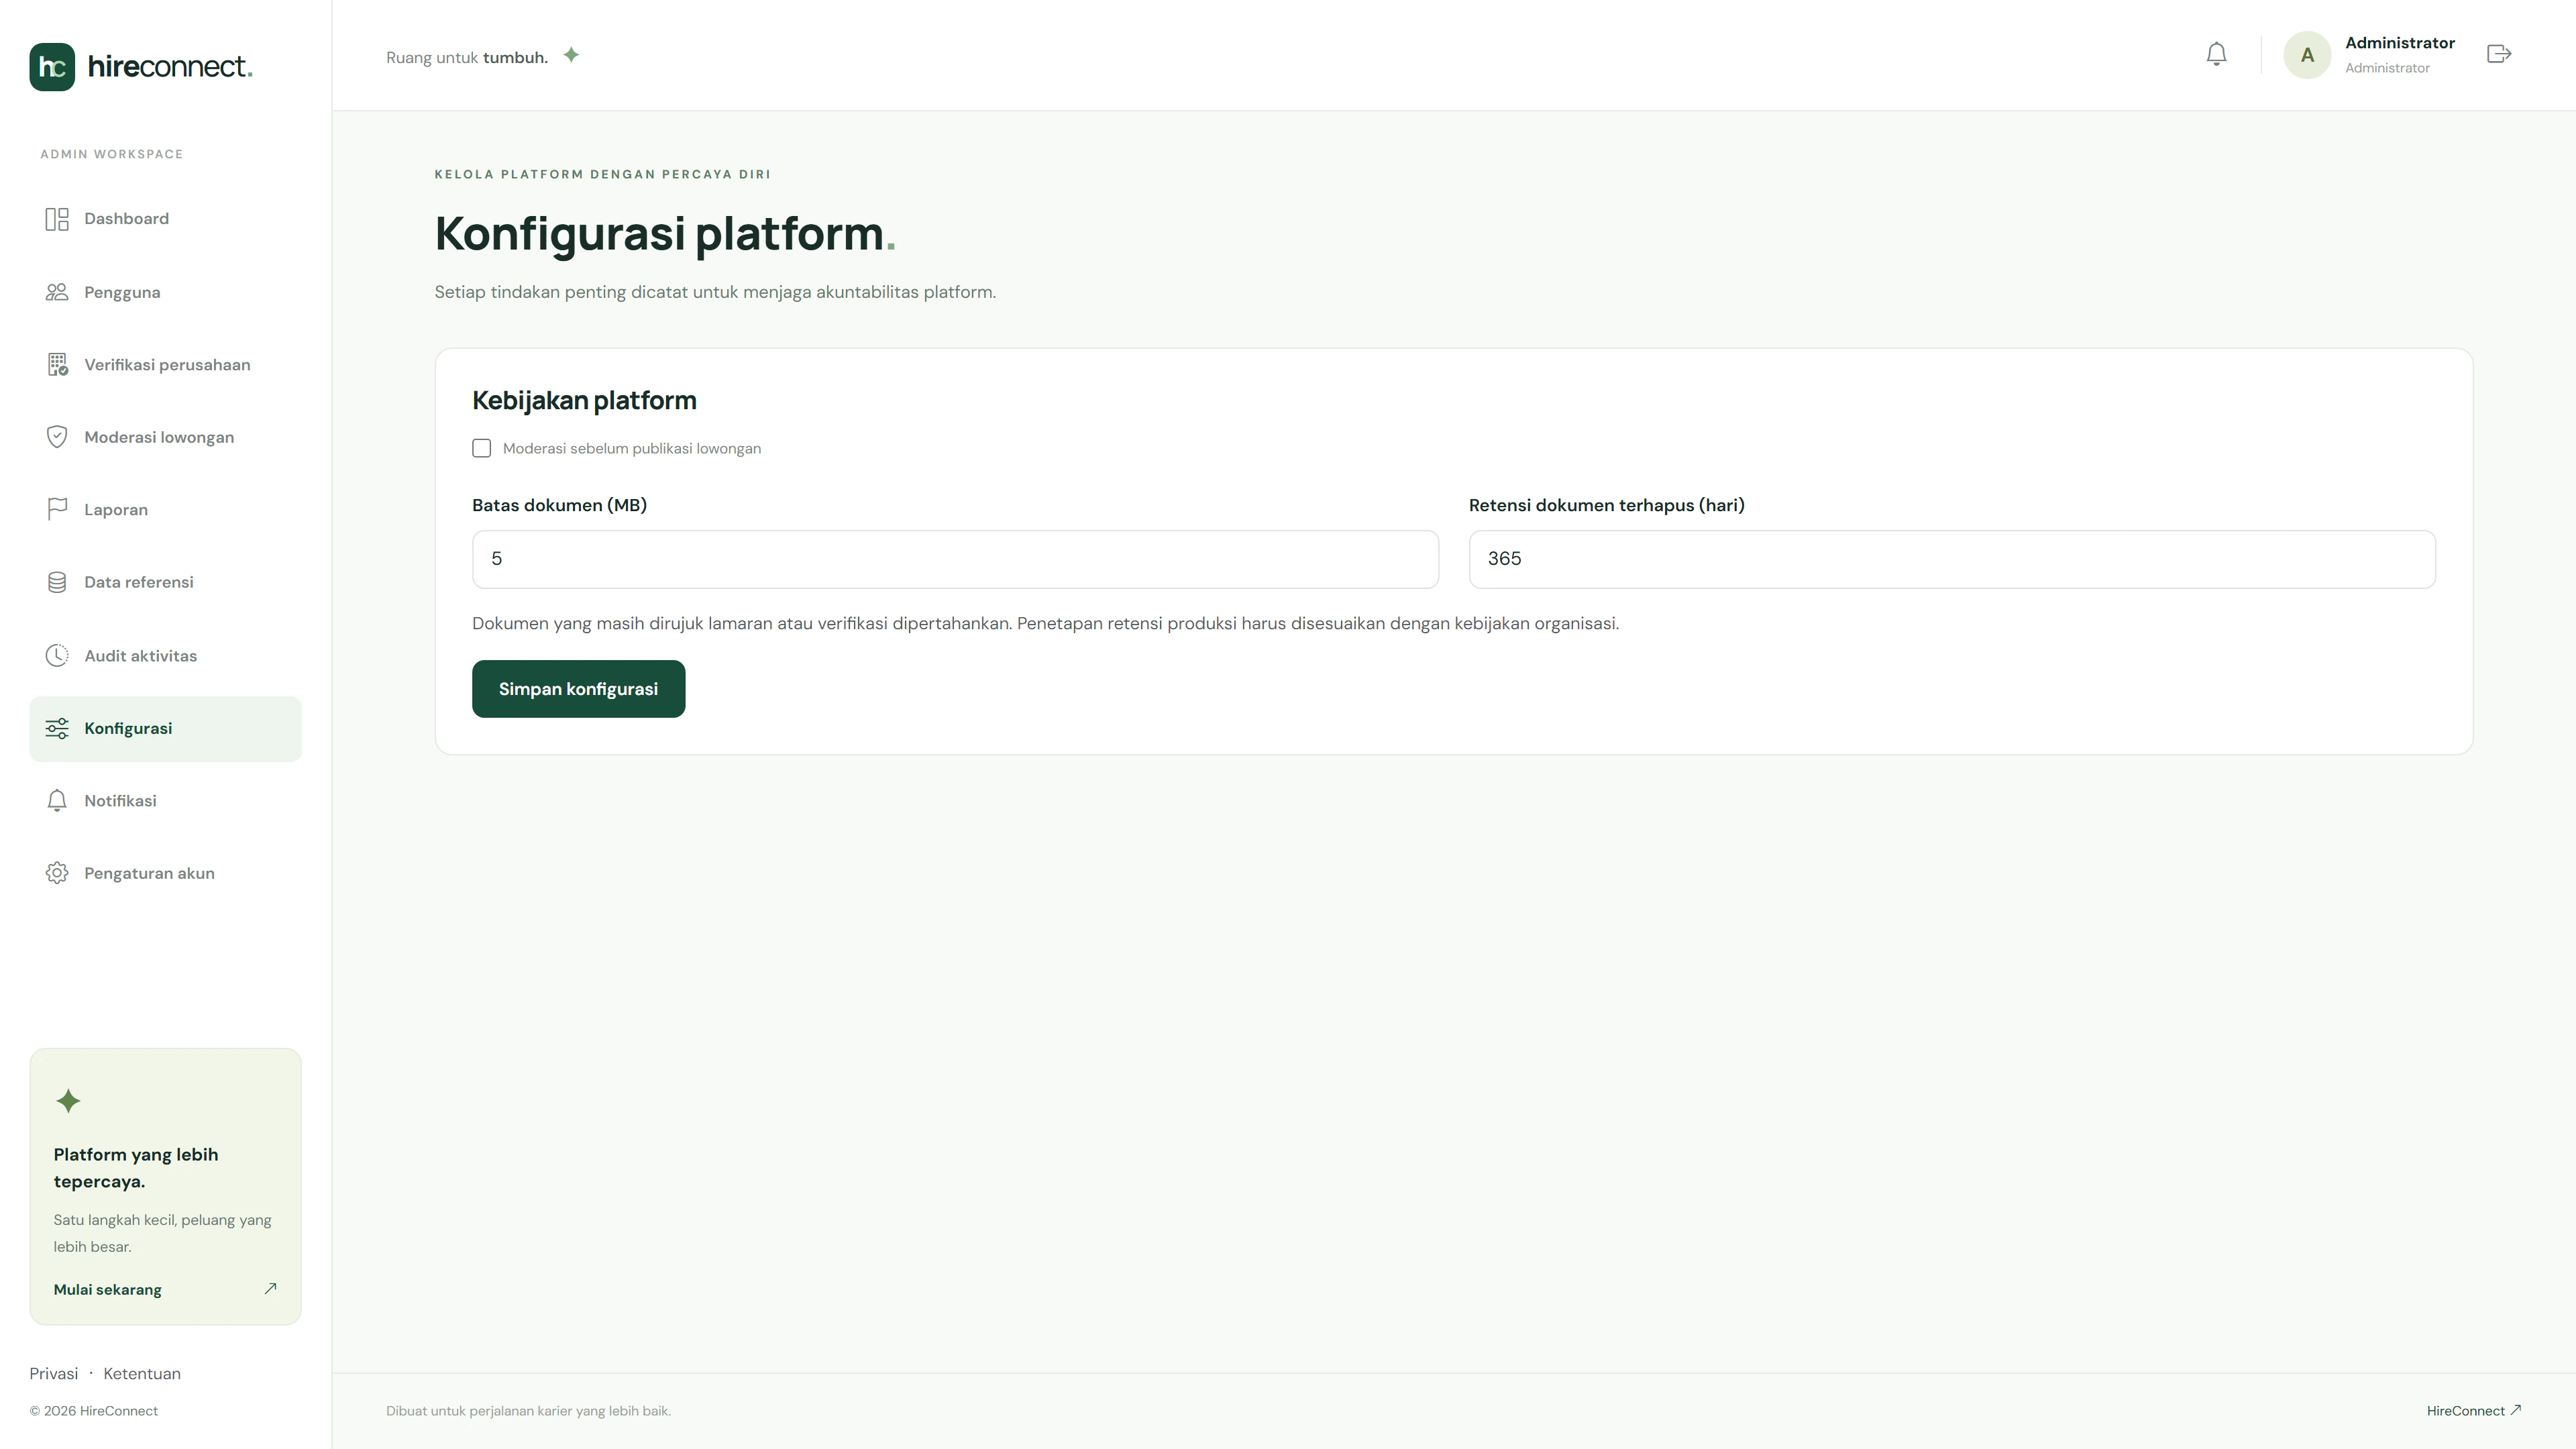 hc hireconnect.
ADMIN WORKSPACE
Dashboard
Pengguna
Verifikasi perusahaan
Moderasi lowongan
Laporan
Data referensi
Audit aktivitas
Konfigurasi
Notifikasi
Pengaturan akun
Platform yang lebih
tepercaya.
Satu langkah kecil, peluang yang
lebih besar.
Mulai sekarang
Privasi · Ketentuan
© 2026 HireConnect
Ruang untuk tumbuh.
A
Administrator
Administrator
KELOLA PLATFORM DENGAN PERCAYA DIRI
Konfigurasi platform.
Setiap tindakan penting dicatat untuk menjaga akuntabilitas platform.
Kebijakan platform
Moderasi sebelum publikasi lowongan
Batas dokumen (MB)
5
Retensi dokumen terhapus (hari)
365
Dokumen yang masih dirujuk lamaran atau verifikasi dipertahankan. Penetapan retensi produksi harus disesuaikan dengan kebijakan organisasi.
Simpan konfigurasi
Dibuat untuk perjalanan karier yang lebih baik.
HireConnect